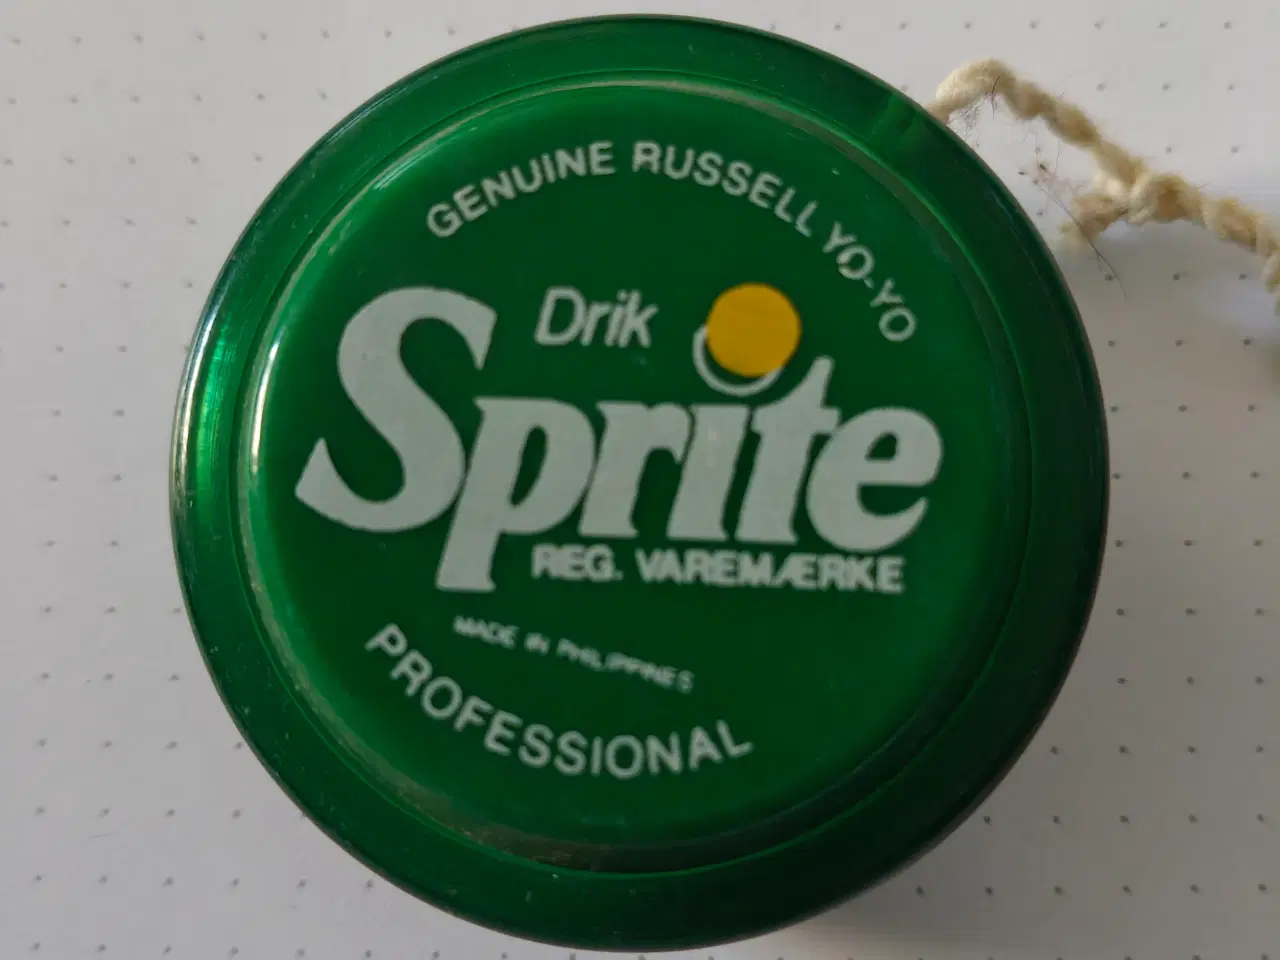 GENUINE RUSSELL YO-YO
Drik
Sprite
REG. VAREMÆRKE
MADE IN PHILIPPINES
PROFESSIONAL